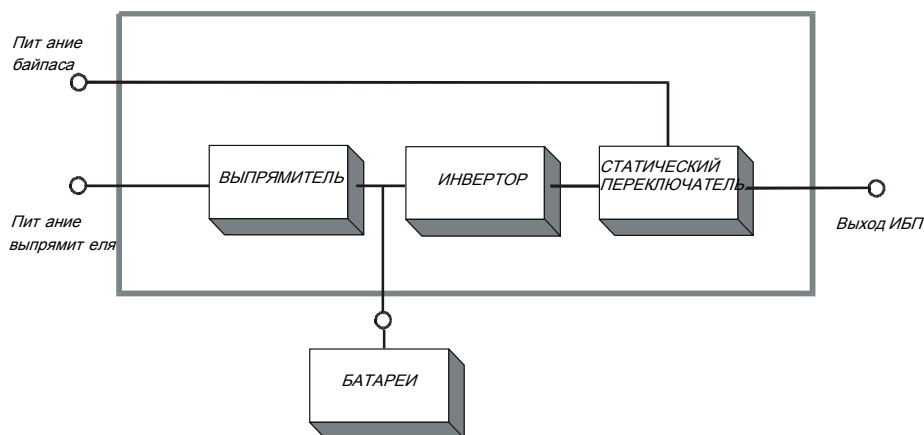 Пит ание
байпаса
ВЫПРЯМИТЕЛЬ
ИНВЕРТОР
СТАТИЧЕСКИЙ
ПЕРЕКЛЮЧАТЕЛЬ
Пит ание
выпрямит еля
Выход ИБП
БАТАРЕИ